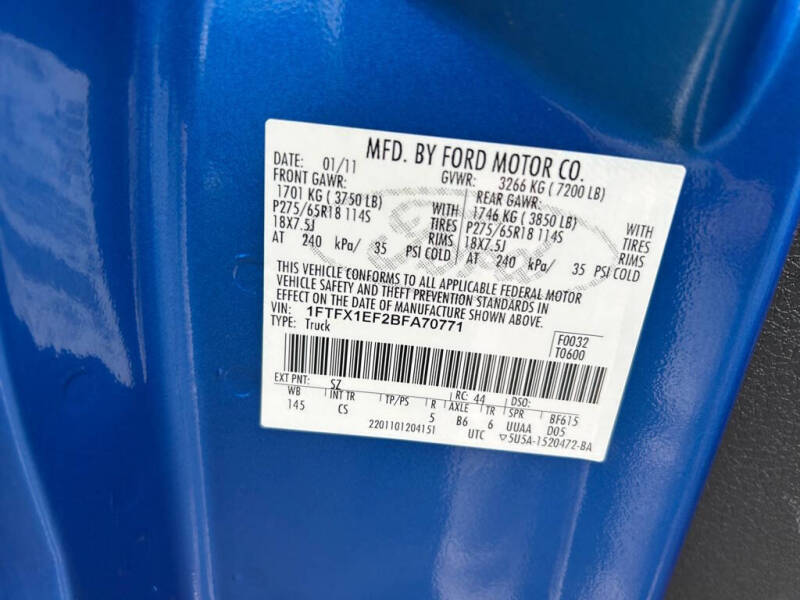 MFD. BY FORD MOTOR CO.
DATE: 01/11 GVWR: 3266 KG ( 7200 LB)
FRONT GAWR: REAR GAWR:
1701 KG ( 3750 LB) WITH 1746 KG ( 3850 LB) WITH
P275/65R18 114S TIRES P275/65R18 114S TIRES
18X7.5J RIMS 18X7.5J RIMS
AT 240 kPa/ 35 PSI COLD AT 240 kPa/ 35 PSI COLD
Ford
THIS VEHICLE CONFORMS TO ALL APPLICABLE FEDERAL MOTOR
VEHICLE SAFETY AND THEFT PREVENTION STANDARDS IN
EFFECT ON THE DATE OF MANUFACTURE SHOWN ABOVE.
VIN: 1FTFX1EF2BFA70771
TYPE: Truck
F0032
T0600
EXT PNT: SZ RC: 44 DSO:
WB INT TR TP/PS R AXLE TR SPR BF615
145 CS 5 B6 6 UUAA D05
2201101204151 UTC ▽5U5A-1520472-BA